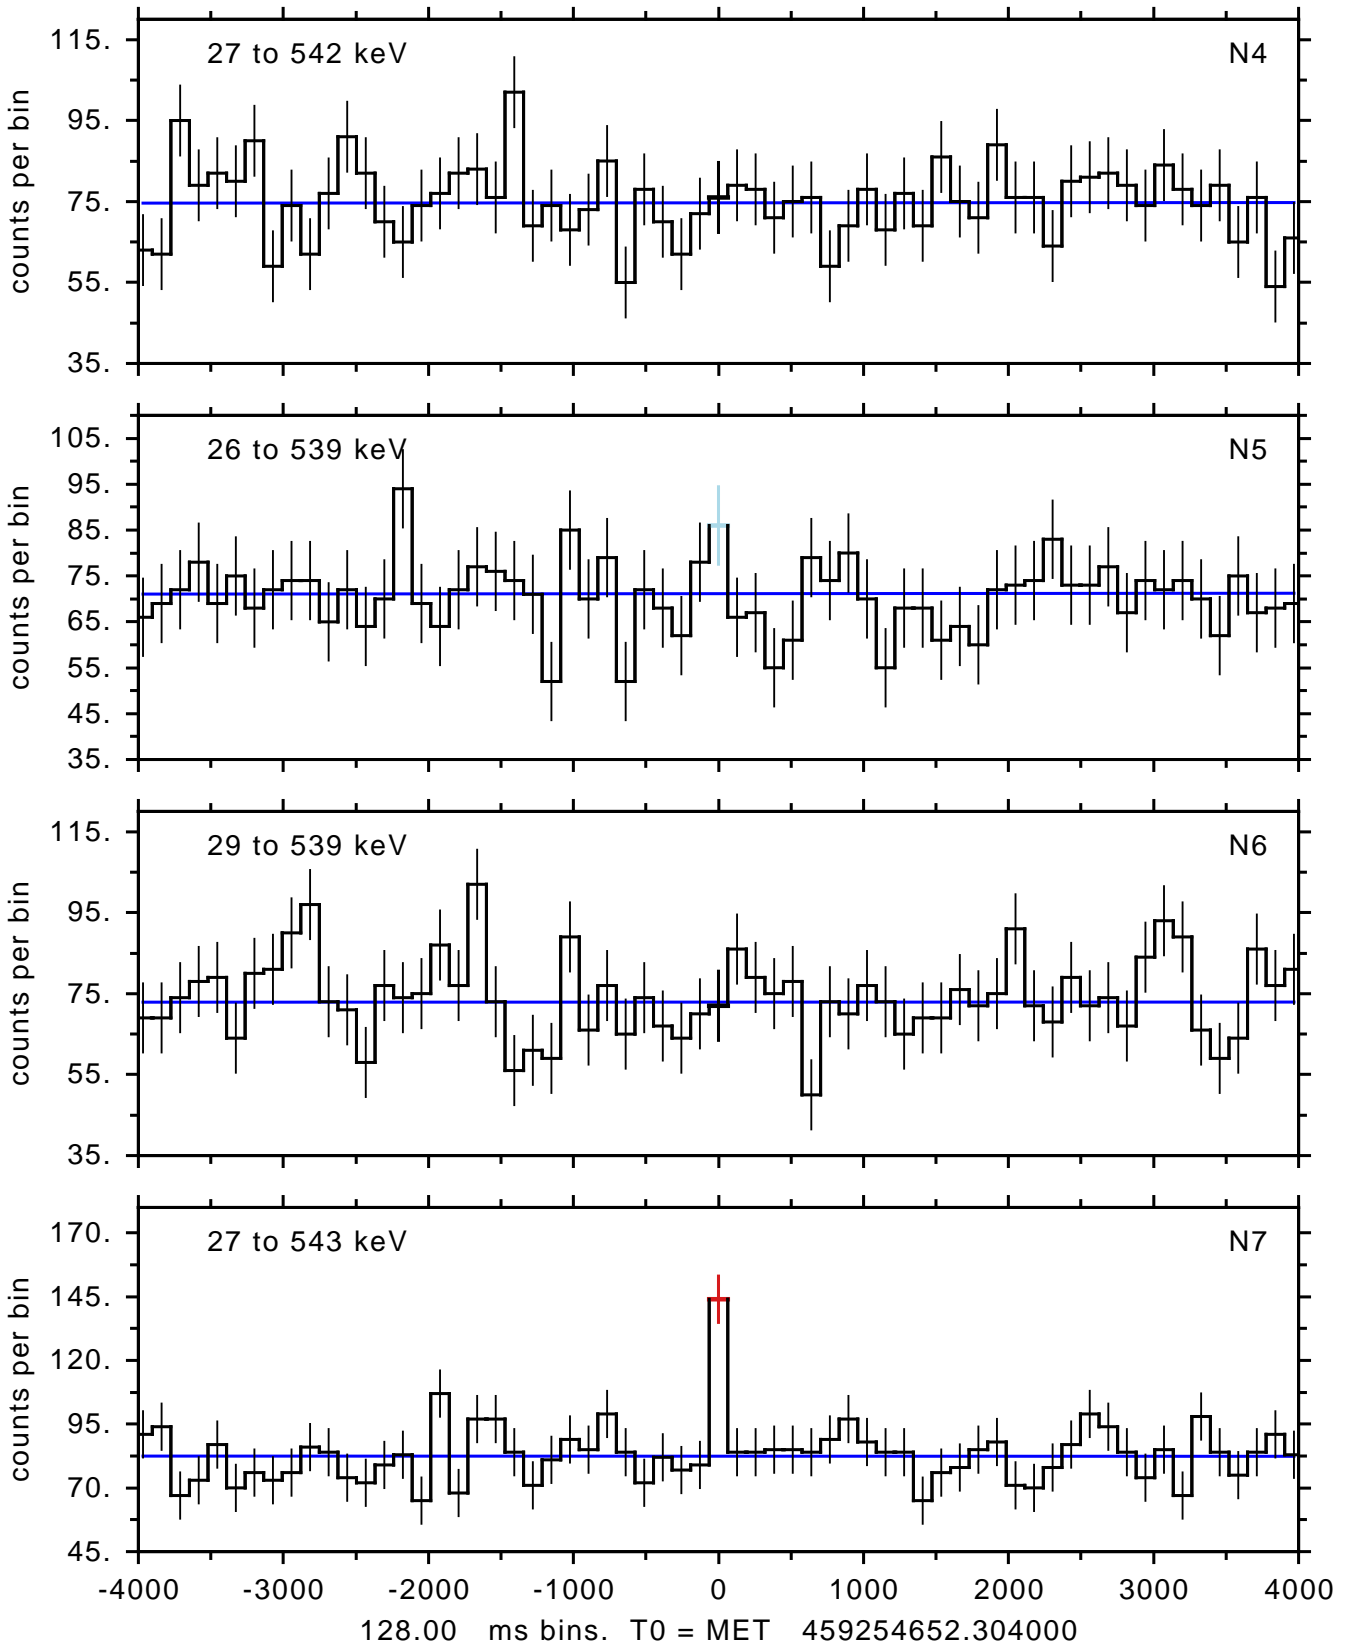 27 to 542 keV N4
115.
95.
75.
55.
35.
counts per bin
26 to 539 keV N5
105.
95.
85.
75.
65.
55.
45.
35.
counts per bin
29 to 539 keV N6
115.
95.
75.
55.
35.
counts per bin
27 to 543 keV N7
170.
145.
120.
95.
70.
45.
counts per bin
-4000 -3000 -2000 -1000 0 1000 2000 3000 4000
128.00 ms bins. T0 = MET 459254652.304000